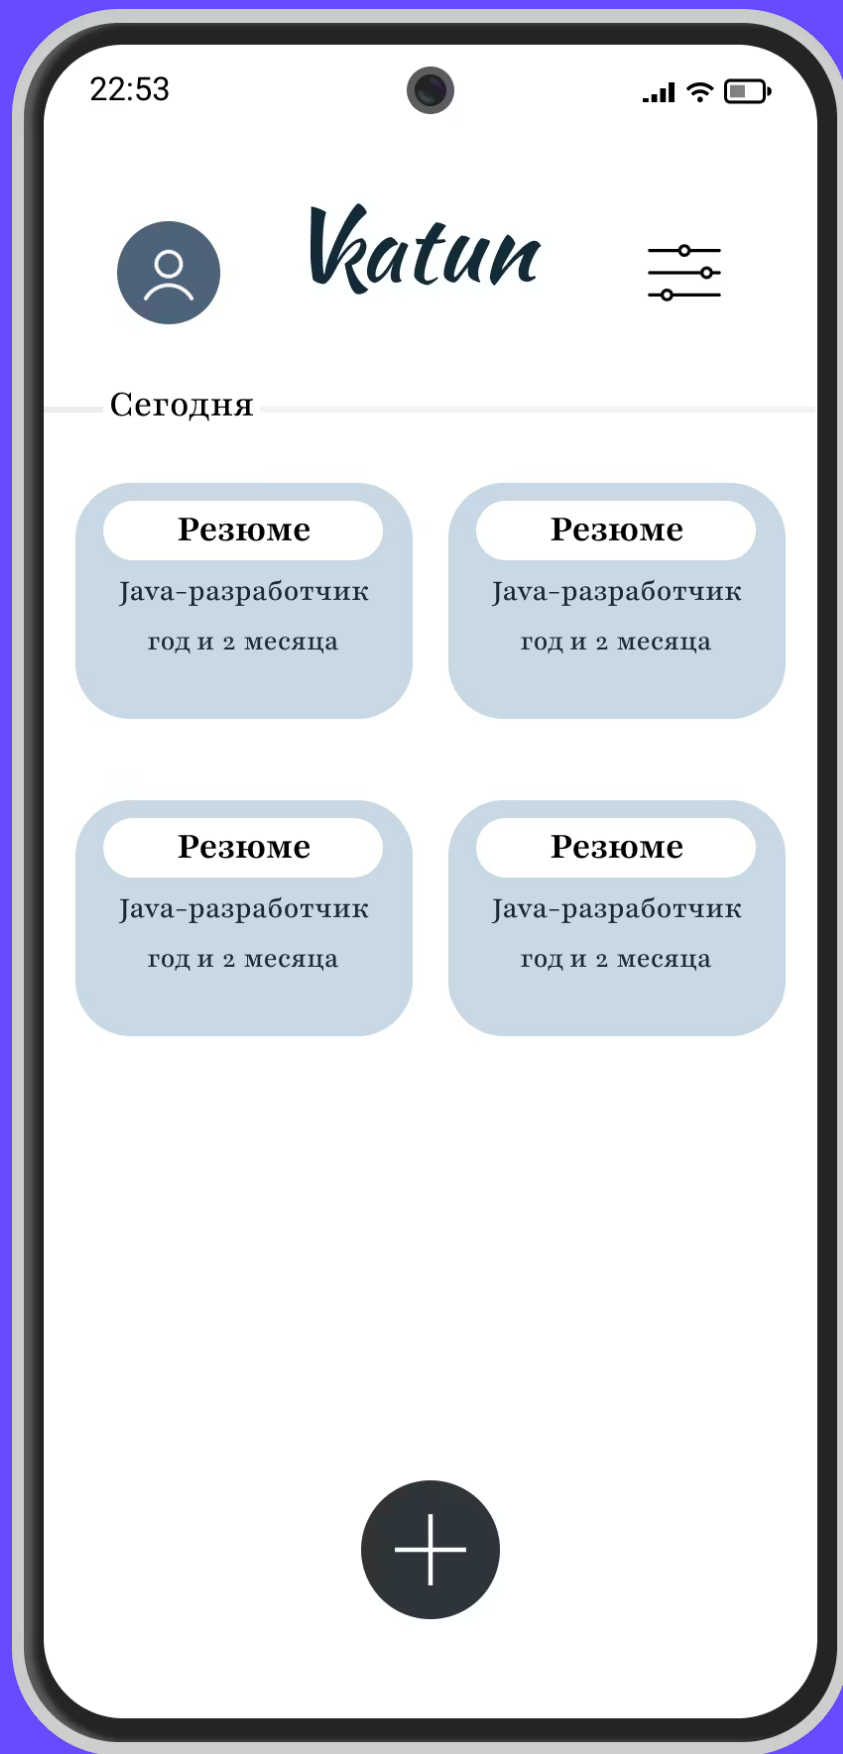 22:53
Vkatun
Сегодня
Резюме
Java-разработчик
год и 2 месяца
Резюме
Java-разработчик
год и 2 месяца
Резюме
Java-разработчик
год и 2 месяца
Резюме
Java-разработчик
год и 2 месяца